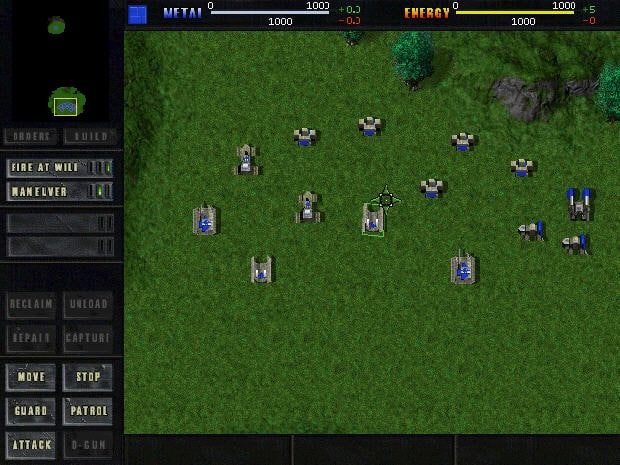 METAL 0 1000 +0.0 ENERGY 0 1000 +5
1000 -0.0 1000 -0
ORDERS BUILD
FIRE AT WILL
MANEUVER
RECLAIM UNLOAD
REPAIR CAPTURE
MOVE STOP
GUARD PATROL
ATTACK D-GUN